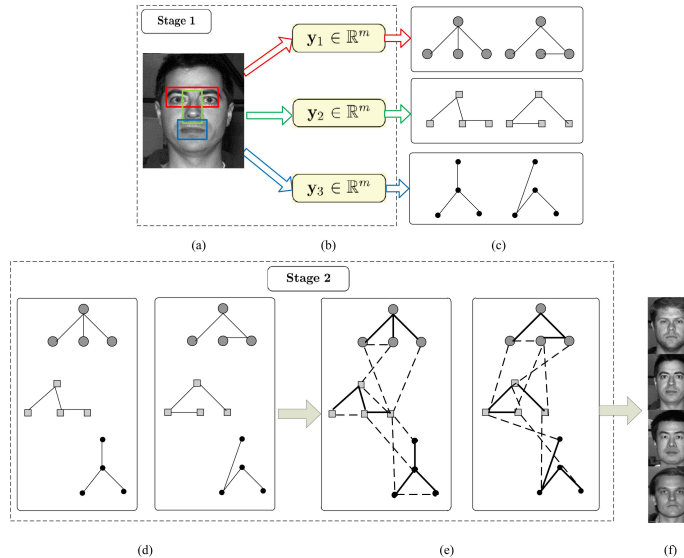 Stage 1
y₁ ∈ ℝᵐ
y₂ ∈ ℝᵐ
y₃ ∈ ℝᵐ
(a)
(b)
(c)
Stage 2
(d)
(e)
(f)